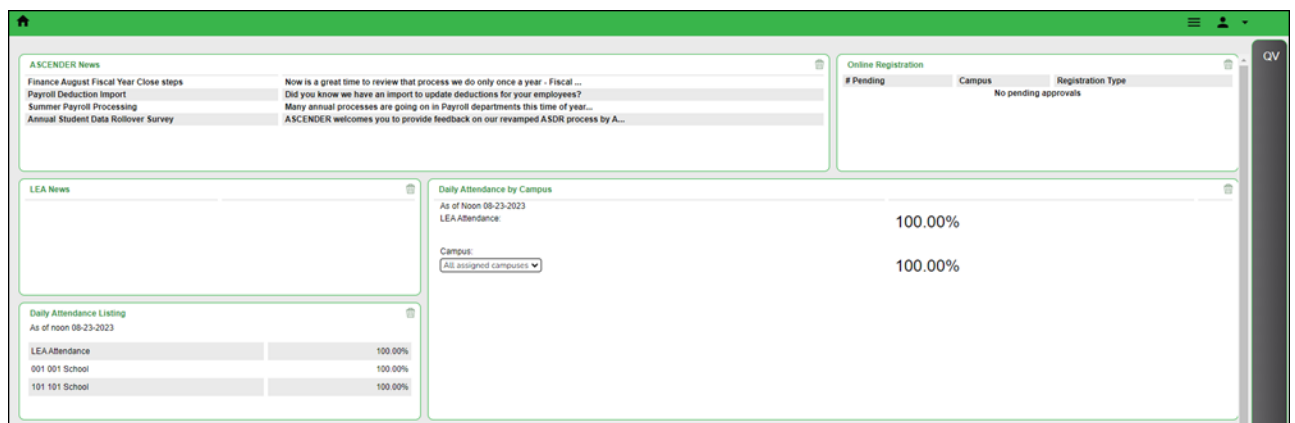 QV
ASCENDER News
Finance August Fiscal Year Close steps Now is a great time to review that process we do only once a year - Fiscal ...
Payroll Deduction Import Did you know we have an import to update deductions for your employees?
Summer Payroll Processing Many annual processes are going on in Payroll departments this time of year...
Annual Student Data Rollover Survey ASCENDER welcomes you to provide feedback on our revamped ASDR process by A...
Online Registration
# Pending Campus Registration Type
No pending approvals
LEA News
Daily Attendance by Campus
As of Noon 08-23-2023
LEA Attendance: 100.00%
Campus:
All assigned campuses 100.00%
Daily Attendance Listing
As of noon 08-23-2023
LEA Attendance 100.00%
001 001 School 100.00%
101 101 School 100.00%